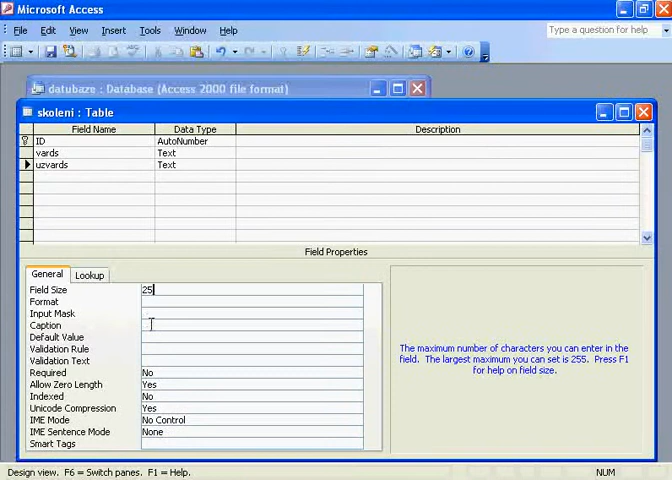 Microsoft Access
File Edit View Insert Tools Window Help Type a question for help
datubaze : Database (Access 2000 file format)
skoleni : Table
Field Name Data Type Description
ID AutoNumber
vards Text
uzvards Text
Field Properties
General Lookup
Field Size 25
Format
Input Mask
Caption
Default Value
Validation Rule
Validation Text
Required No
Allow Zero Length Yes
Indexed No
Unicode Compression Yes
IME Mode No Control
IME Sentence Mode None
Smart Tags
The maximum number of characters you can enter in the
field. The largest maximum you can set is 255. Press F1
for help on field size.
Design view. F6 = Switch panes. F1 = Help. NUM